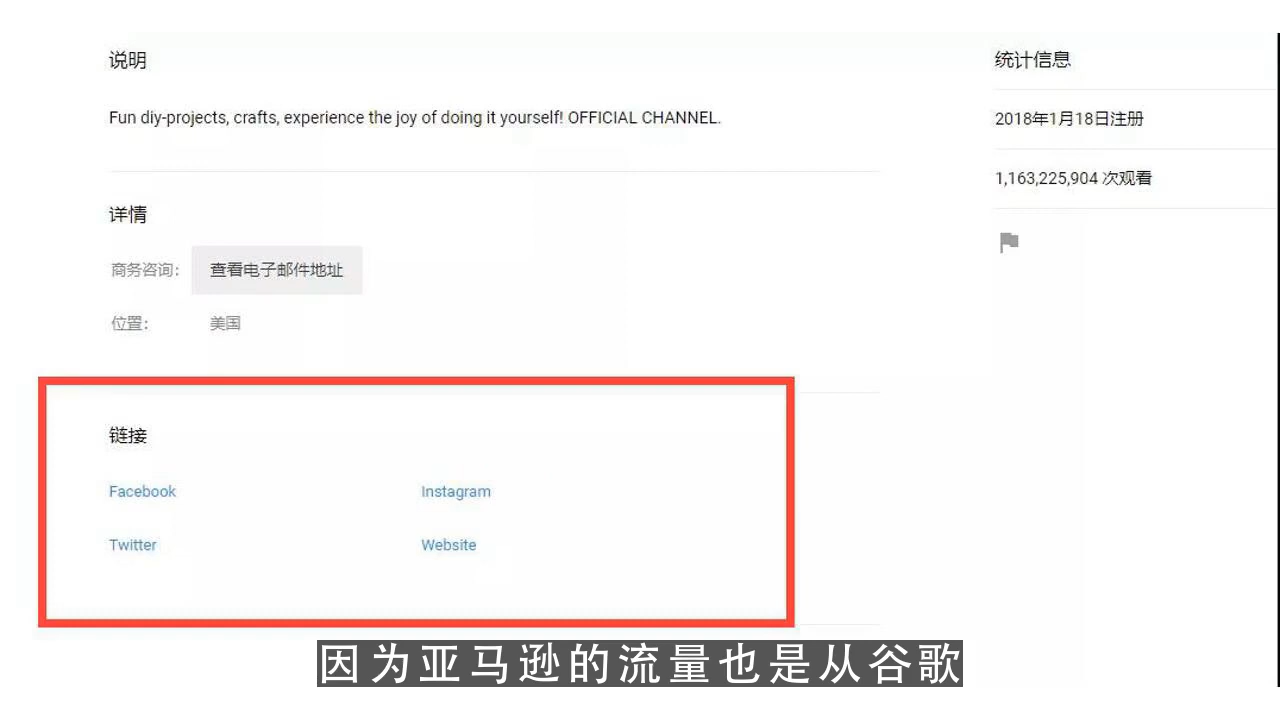 说明
Fun diy-projects, crafts, experience the joy of doing it yourself! OFFICIAL CHANNEL.
详情
商务咨询: 查看电子邮件地址
位置: 美国
链接
Facebook Instagram
Twitter Website
统计信息
2018年1月18日注册
1,163,225,904 次观看
因为亚马逊的流量也是从谷歌